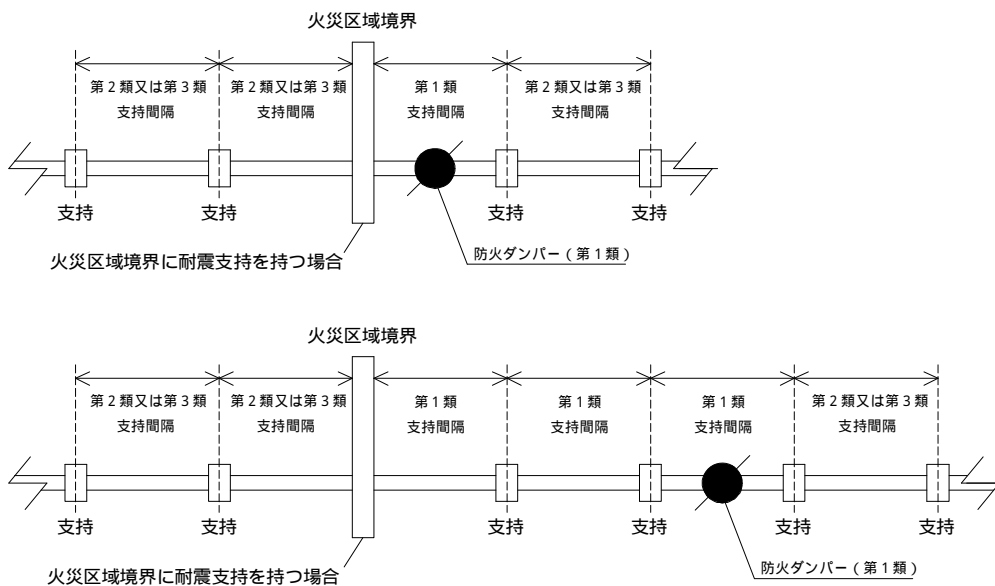 火災区域境界
第２類又は第３類
支持間隔
第２類又は第３類
支持間隔
第１類
支持間隔
第２類又は第３類
支持間隔
支持
支持
支持
支持
火災区域境界に耐震支持を持つ場合
防火ダンパー（第１類）
火災区域境界
第２類又は第３類
支持間隔
第２類又は第３類
支持間隔
第１類
支持間隔
第１類
支持間隔
第１類
支持間隔
第２類又は第３類
支持間隔
支持
支持
支持
支持
支持
支持
火災区域境界に耐震支持を持つ場合
防火ダンパー（第１類）